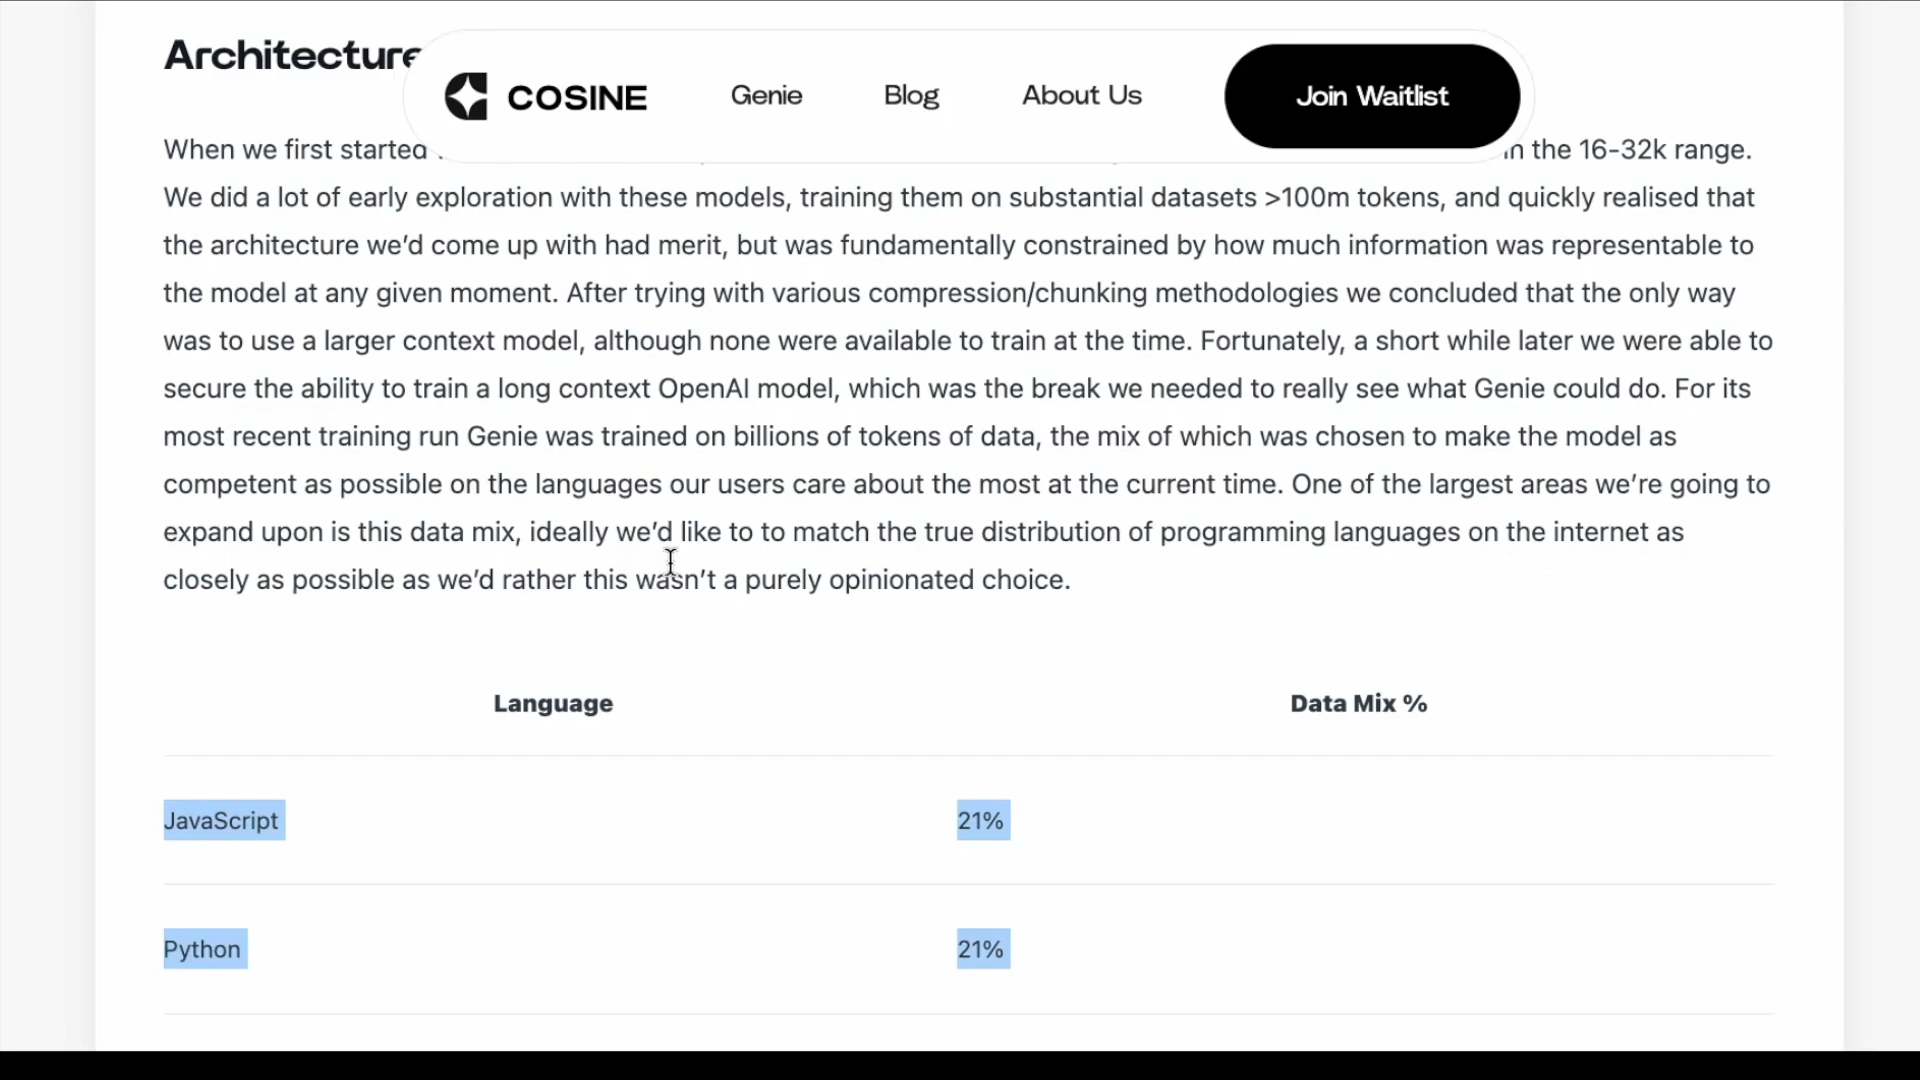 Architecture
COSINE
Genie
Blog
About Us
Join Waitlist
When we first started in the 16-32k range.
We did a lot of early exploration with these models, training them on substantial datasets >100m tokens, and quickly realised that
the architecture we’d come up with had merit, but was fundamentally constrained by how much information was representable to
the model at any given moment. After trying with various compression/chunking methodologies we concluded that the only way
was to use a larger context model, although none were available to train at the time. Fortunately, a short while later we were able to
secure the ability to train a long context OpenAI model, which was the break we needed to really see what Genie could do. For its
most recent training run Genie was trained on billions of tokens of data, the mix of which was chosen to make the model as
competent as possible on the languages our users care about the most at the current time. One of the largest areas we’re going to
expand upon is this data mix, ideally we’d like to to match the true distribution of programming languages on the internet as
closely as possible as we’d rather this wasn’t a purely opinionated choice.
Language Data Mix %
JavaScript 21%
Python 21%